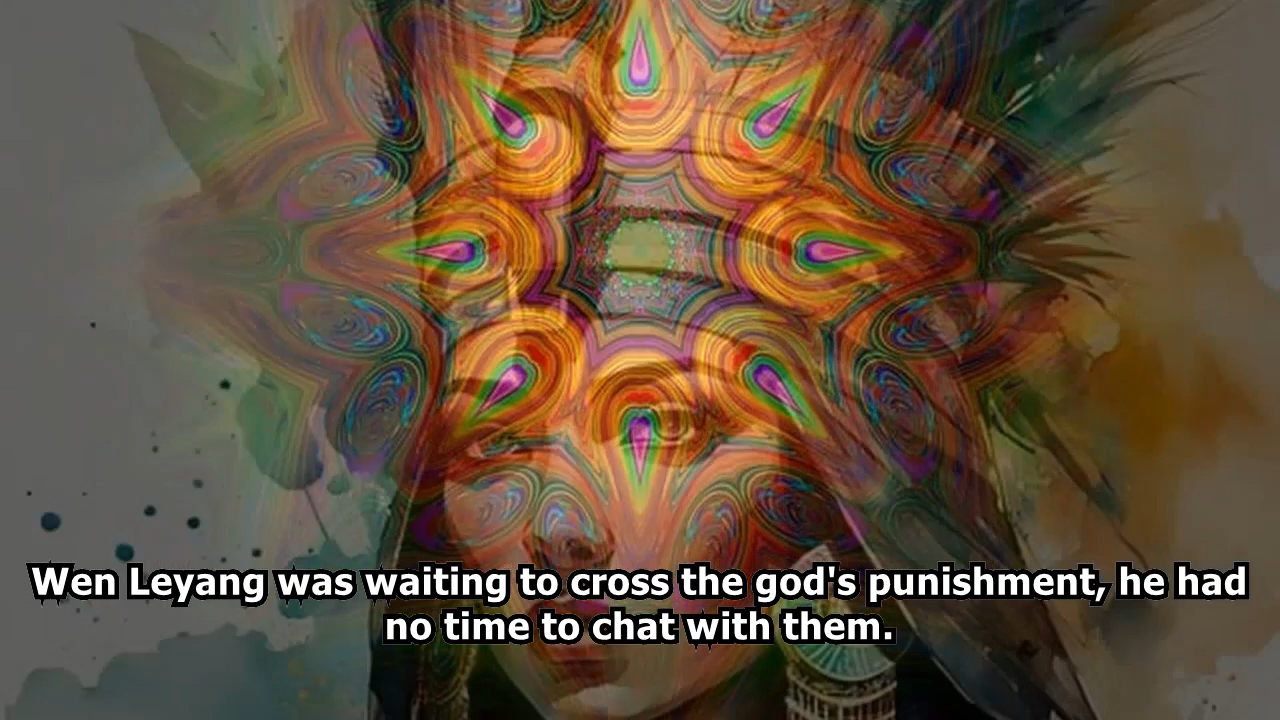 Wen Leyang was waiting to cross the god's punishment, he had
no time to chat with them.